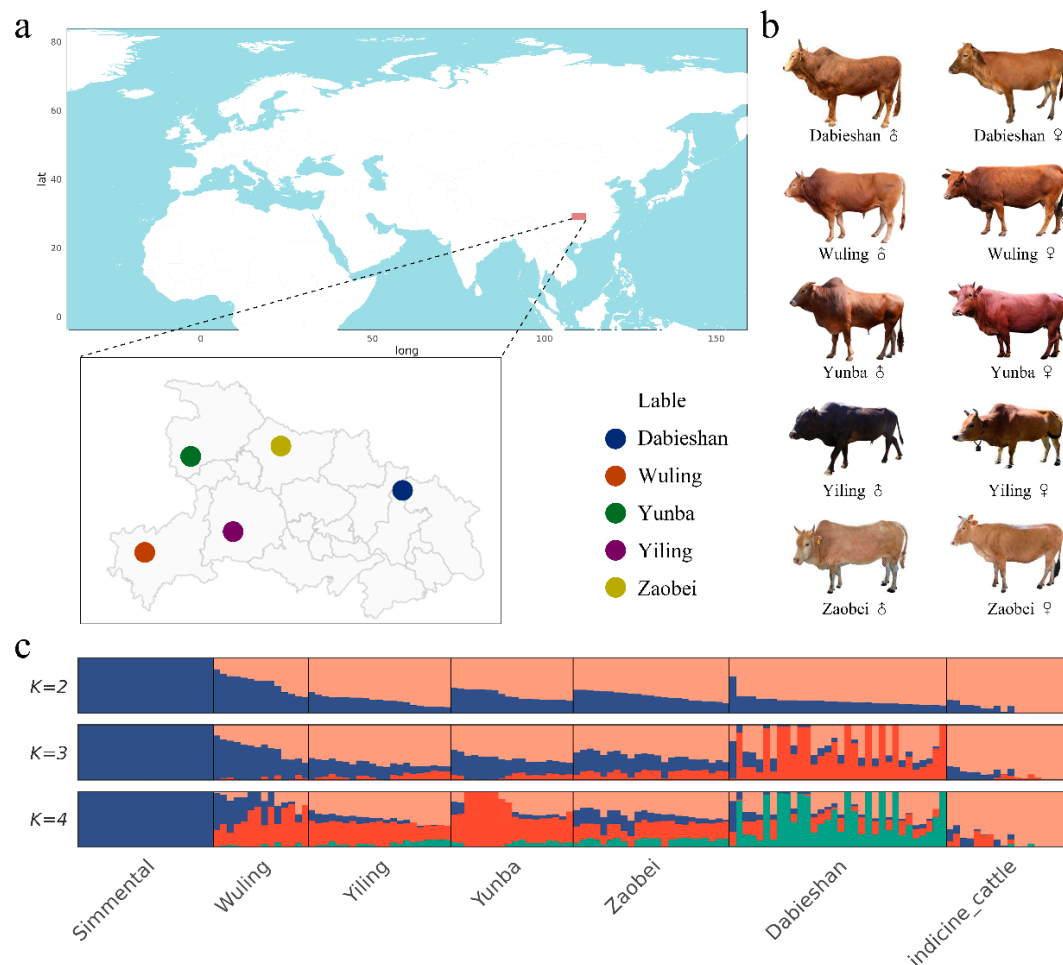 a
80
60
40
20
0
lat
0
50
100
150
long
Lable
Dabieshan
Wuling
Yunba
Yiling
Zaobei
b
Dabieshan ♂
Dabieshan ♀
Wuling ♂
Wuling ♀
Yunba ♂
Yunba ♀
Yiling ♂
Yiling ♀
Zaobei ♂
Zaobei ♀
c
K=2
K=3
K=4
Simmental
Wuling
Yiling
Yunba
Zaobei
Dabieshan
indicine_cattle